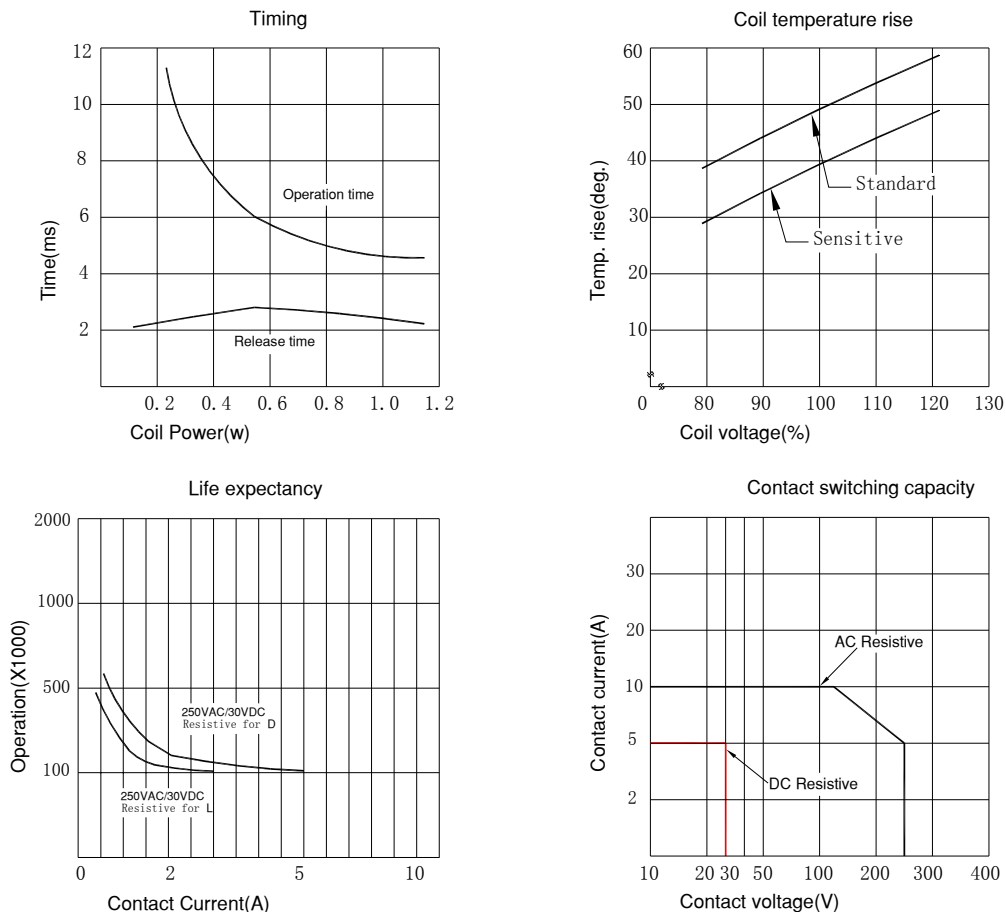 Timing
12
10
8
6
4
2
Time(ms)
Operation time
Release time
0.2 0.4 0.6 0.8 1.0 1.2
Coil Power(w)
Coil temperature rise
60
50
40
30
20
10
Temp. rise(deg.)
Standard
Sensitive
0 80 90 100 110 120 130
Coil voltage(%)
Life expectancy
2000
1000
500
100
Operation(X1000)
250VAC/30VDC
Resistive for D
250VAC/30VDC
Resistive for L
0 2 5 10
Contact Current(A)
Contact switching capacity
30
20
10
5
2
Contact current(A)
AC Resistive
DC Resistive
10 20 30 50 100 200 300 400
Contact voltage(V)